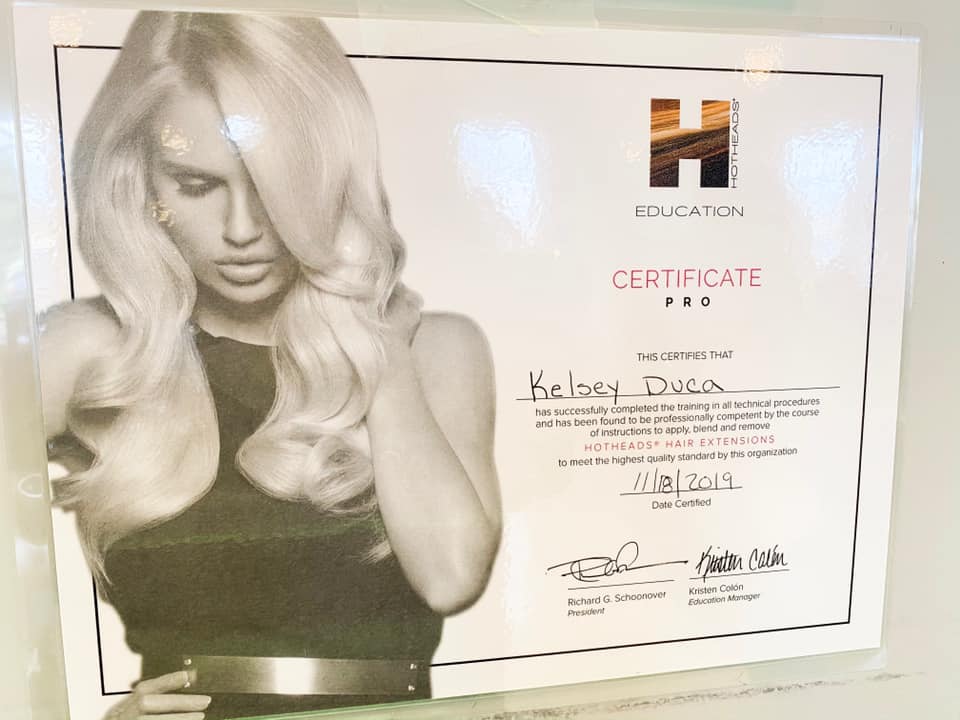 H HOTHEADS®
EDUCATION
CERTIFICATE
PRO
THIS CERTIFIES THAT
Kelsey Duca
has successfully completed the training in all technical procedures
and has been found to be professionally competent by the course
of instructions to apply, blend and remove
HOTHEADS® HAIR EXTENSIONS
to meet the highest quality standard by this organization
11/18/2019
Date Certified
Kristen Colón
Richard G. Schoonover
President
Kristen Colón
Education Manager